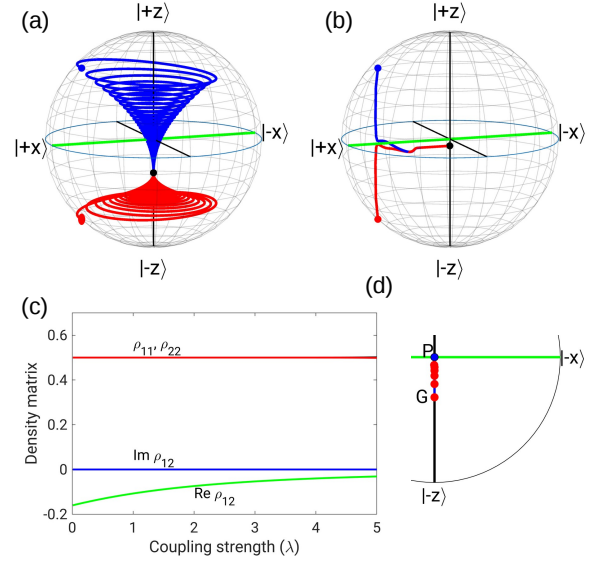 (a)
(b)
|+z⟩
|+z⟩
|+x⟩
|-x⟩
|+x⟩
|-x⟩
|-z⟩
|-z⟩
(c)
(d)
0.6
0.4
0.2
0
-0.2
Density matrix
ρ11, ρ22
Im ρ12
Re ρ12
0
1
2
3
4
5
Coupling strength (λ)
P
|-x⟩
G
|-z⟩